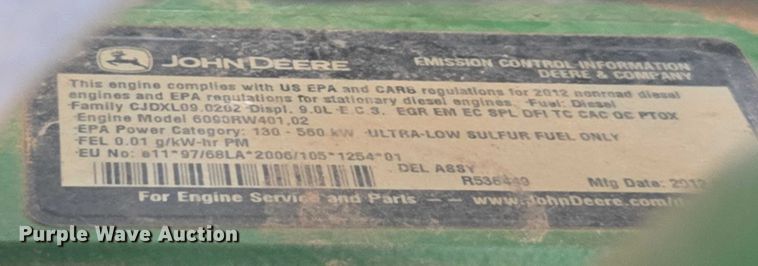 JOHN DEERE
EMISSION CONTROL INFORMATION
DEERE & COMPANY
This engine complies with US EPA and CARB regulations for 2012 nonroad diesel
engines and EPA regulations for stationary diesel engines. Fuel: Diesel
Family CJDXL09.0202 Displ. 9.0L E.C.S. EGR EM EC SPL DFI TC CAC OC PTOX
Engine Model 6090RW401,02
EPA Power Category: 130 - 560 kW ULTRA-LOW SULFUR FUEL ONLY
FEL 0.01 g/kW-hr PM
EU No: e11*97/68LA*2006/105*1254*01
DEL ASSY
R536449 Mfg Date: 2012
For Engine Service and Parts -- www.JohnDeere.com/
Purple Wave Auction